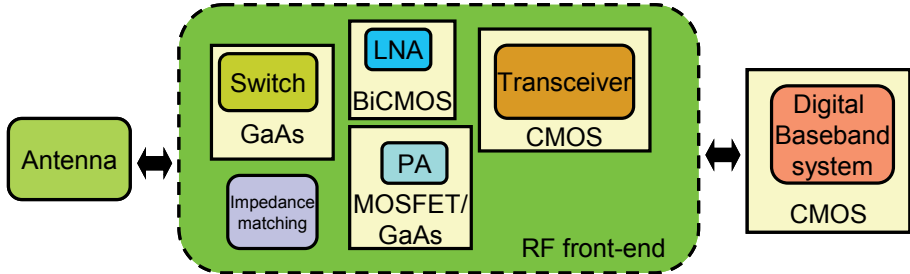 Antenna
Switch
GaAs
Impedance
matching
LNA
BiCMOS
PA
MOSFET/
GaAs
Transceiver
CMOS
RF front-end
Digital
Baseband
system
CMOS